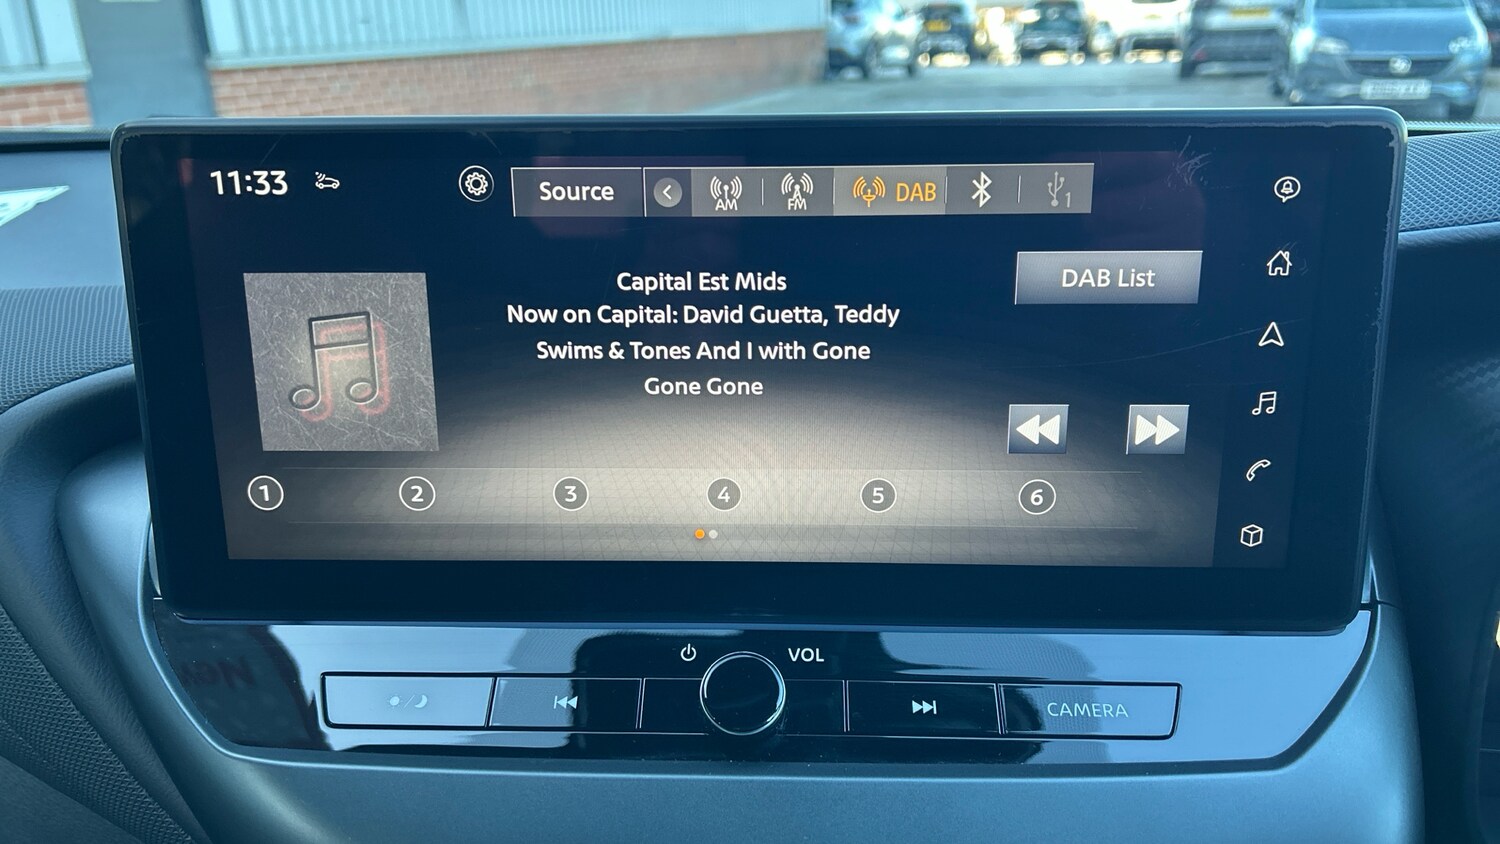 11:33
Source
AM
FM
DAB
1
Capital Est Mids
DAB List
Now on Capital: David Guetta, Teddy
Swims & Tones And I with Gone
Gone Gone
1 2 3 4 5 6
VOL
CAMERA